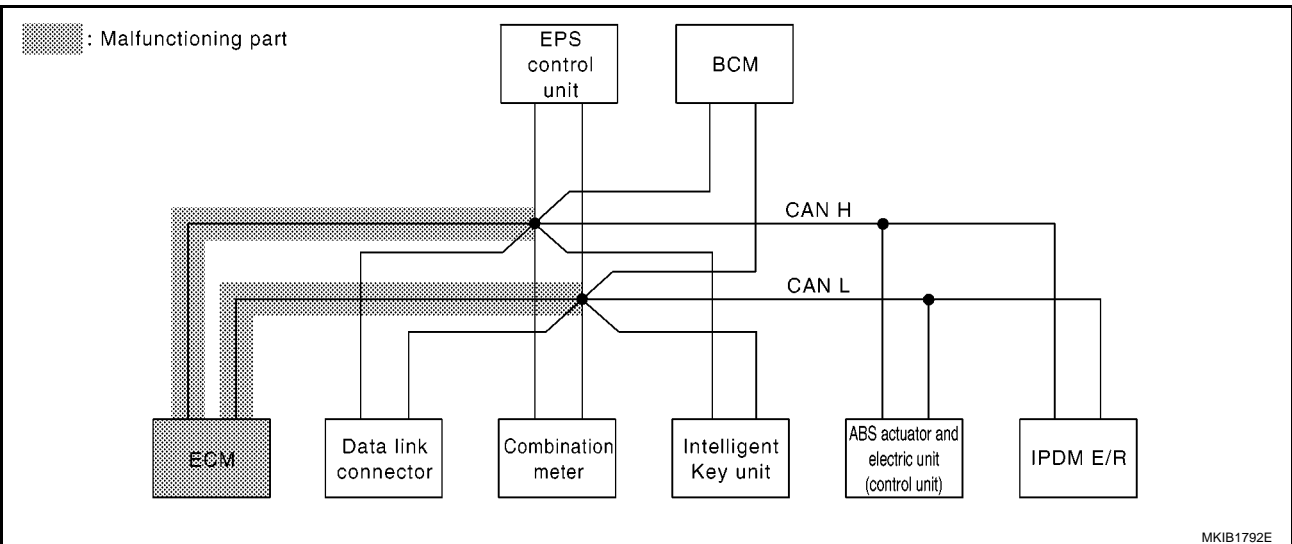 : Malfunctioning part
EPS
control
unit
BCM
CAN H
CAN L
ECM
Data link
connector
Combination
meter
Intelligent
Key unit
ABS actuator and
electric unit
(control unit)
IPDM E/R
MKIB1792E